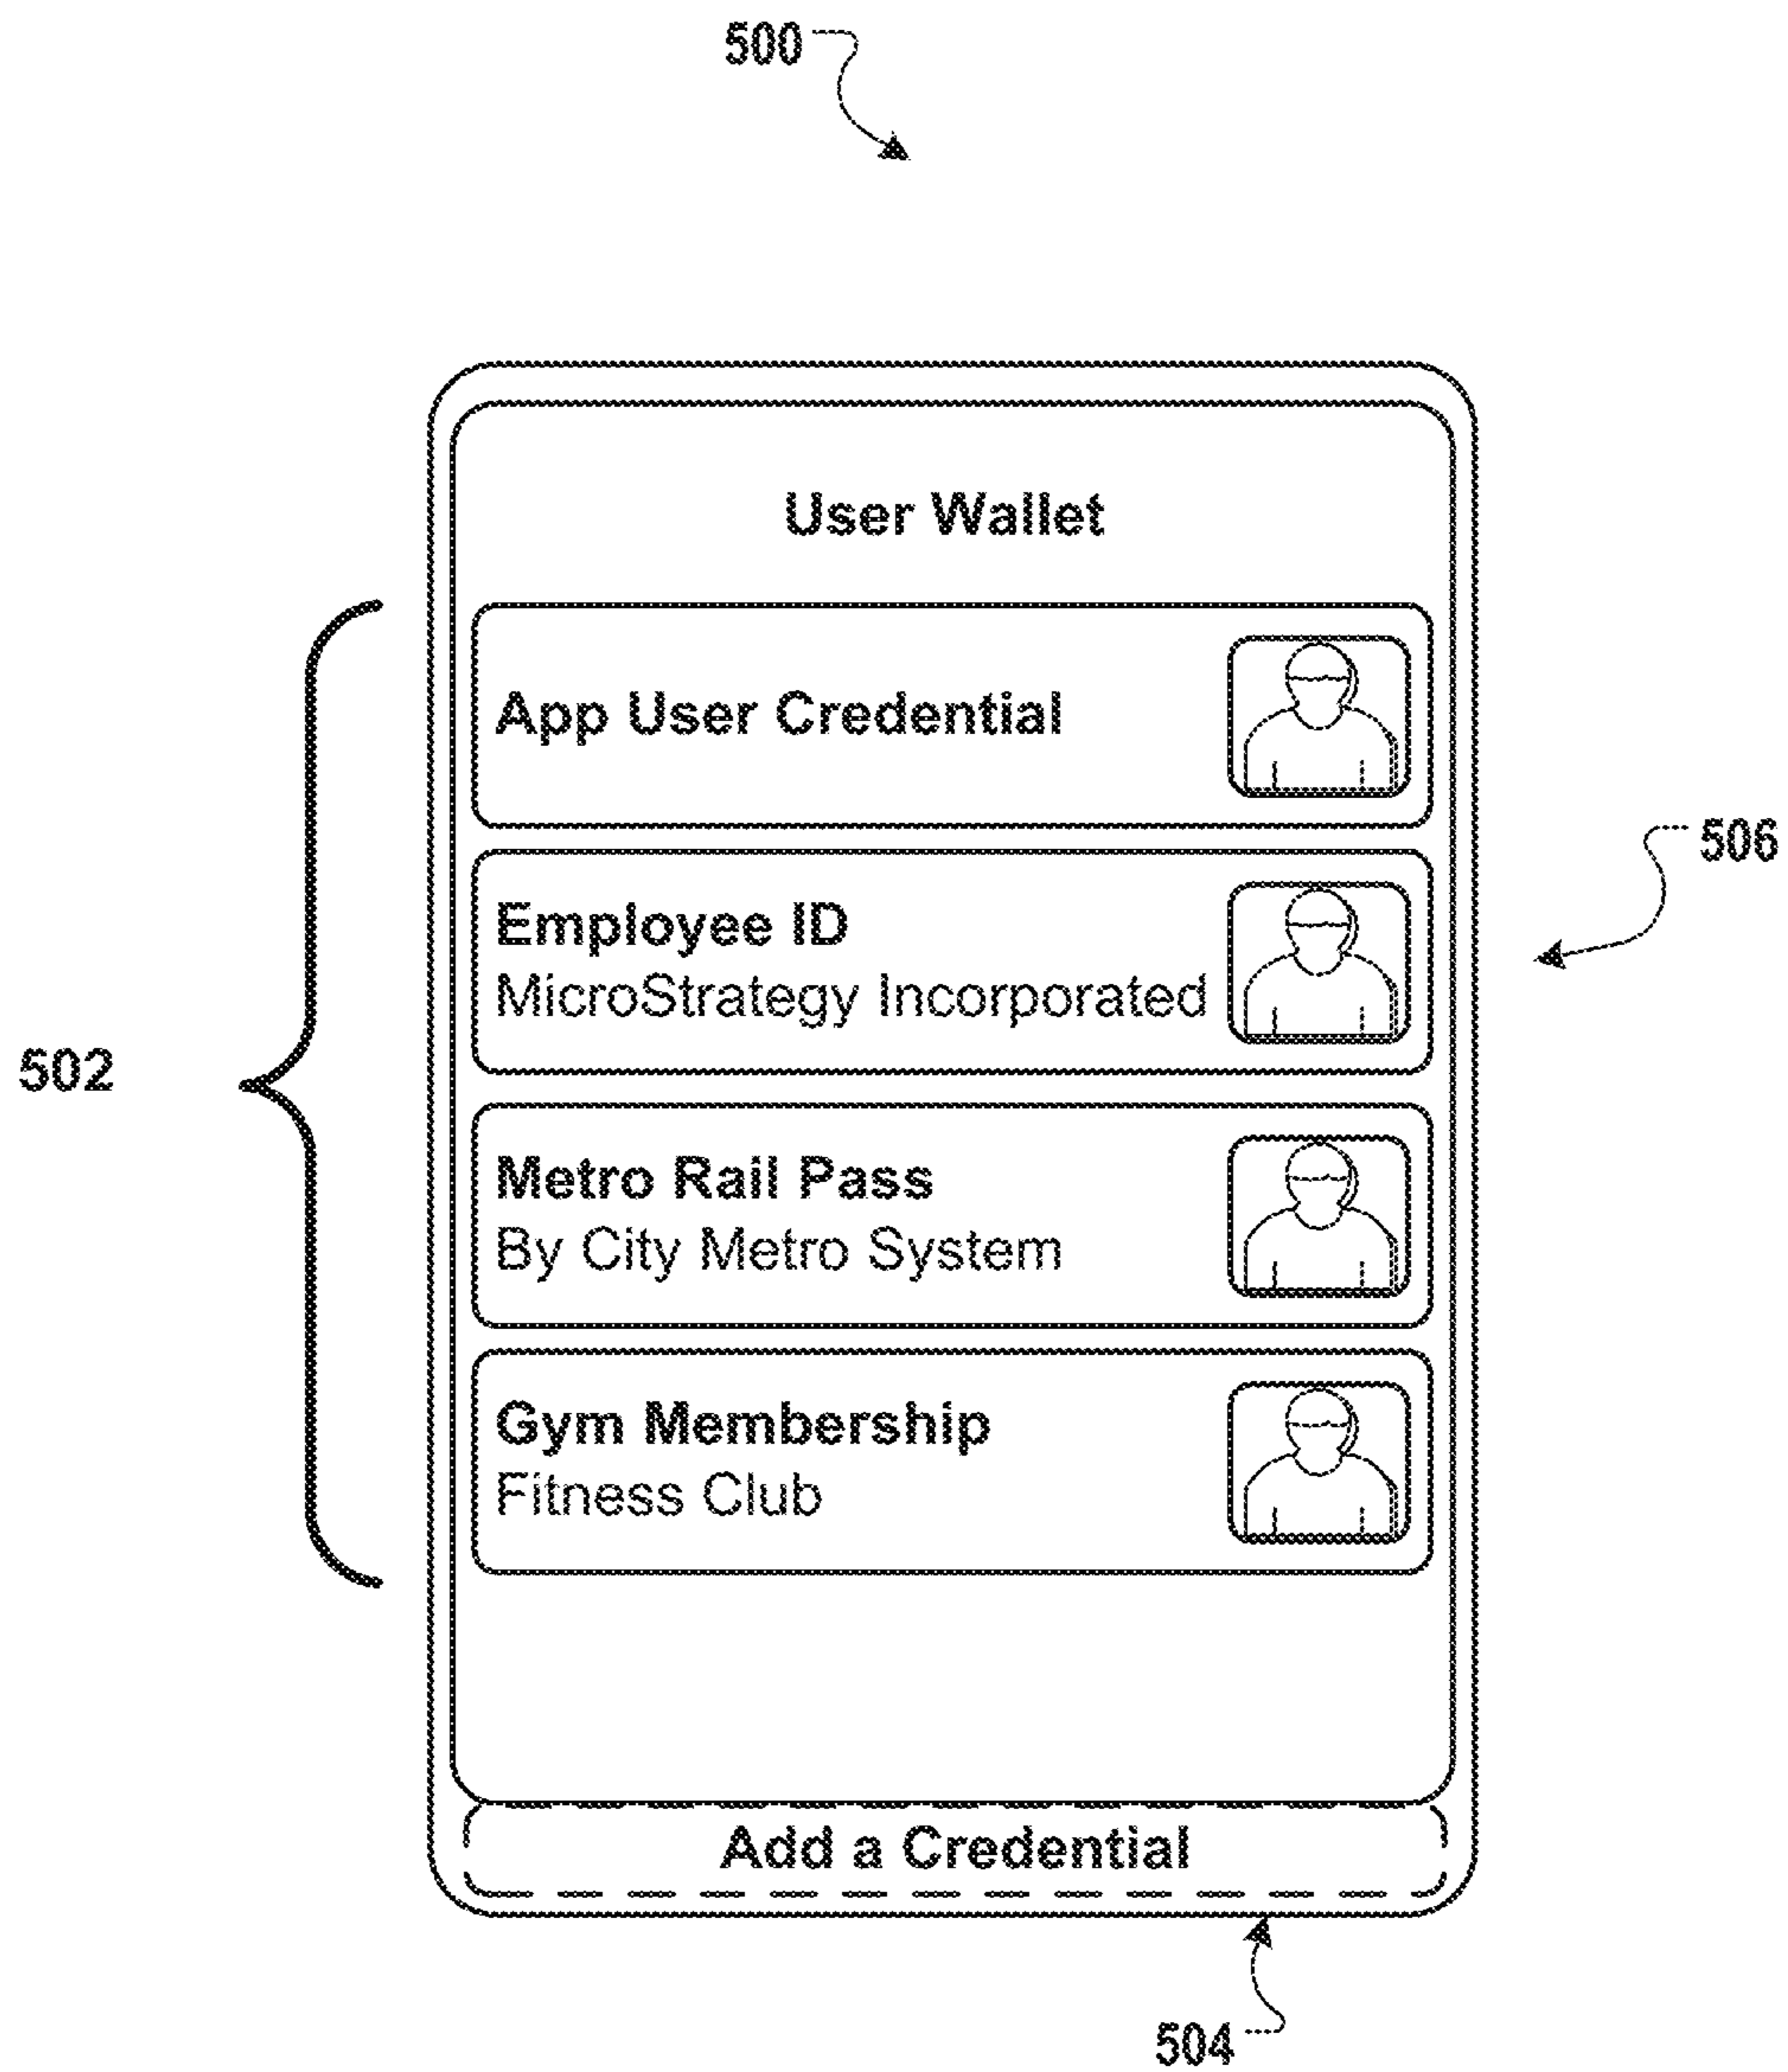 500
User Wallet
App User Credential
506
Employee ID
MicroStrategy Incorporated
502
Metro Rail Pass
By City Metro System
Gym Membership
Fitness Club
Add a Credential
504